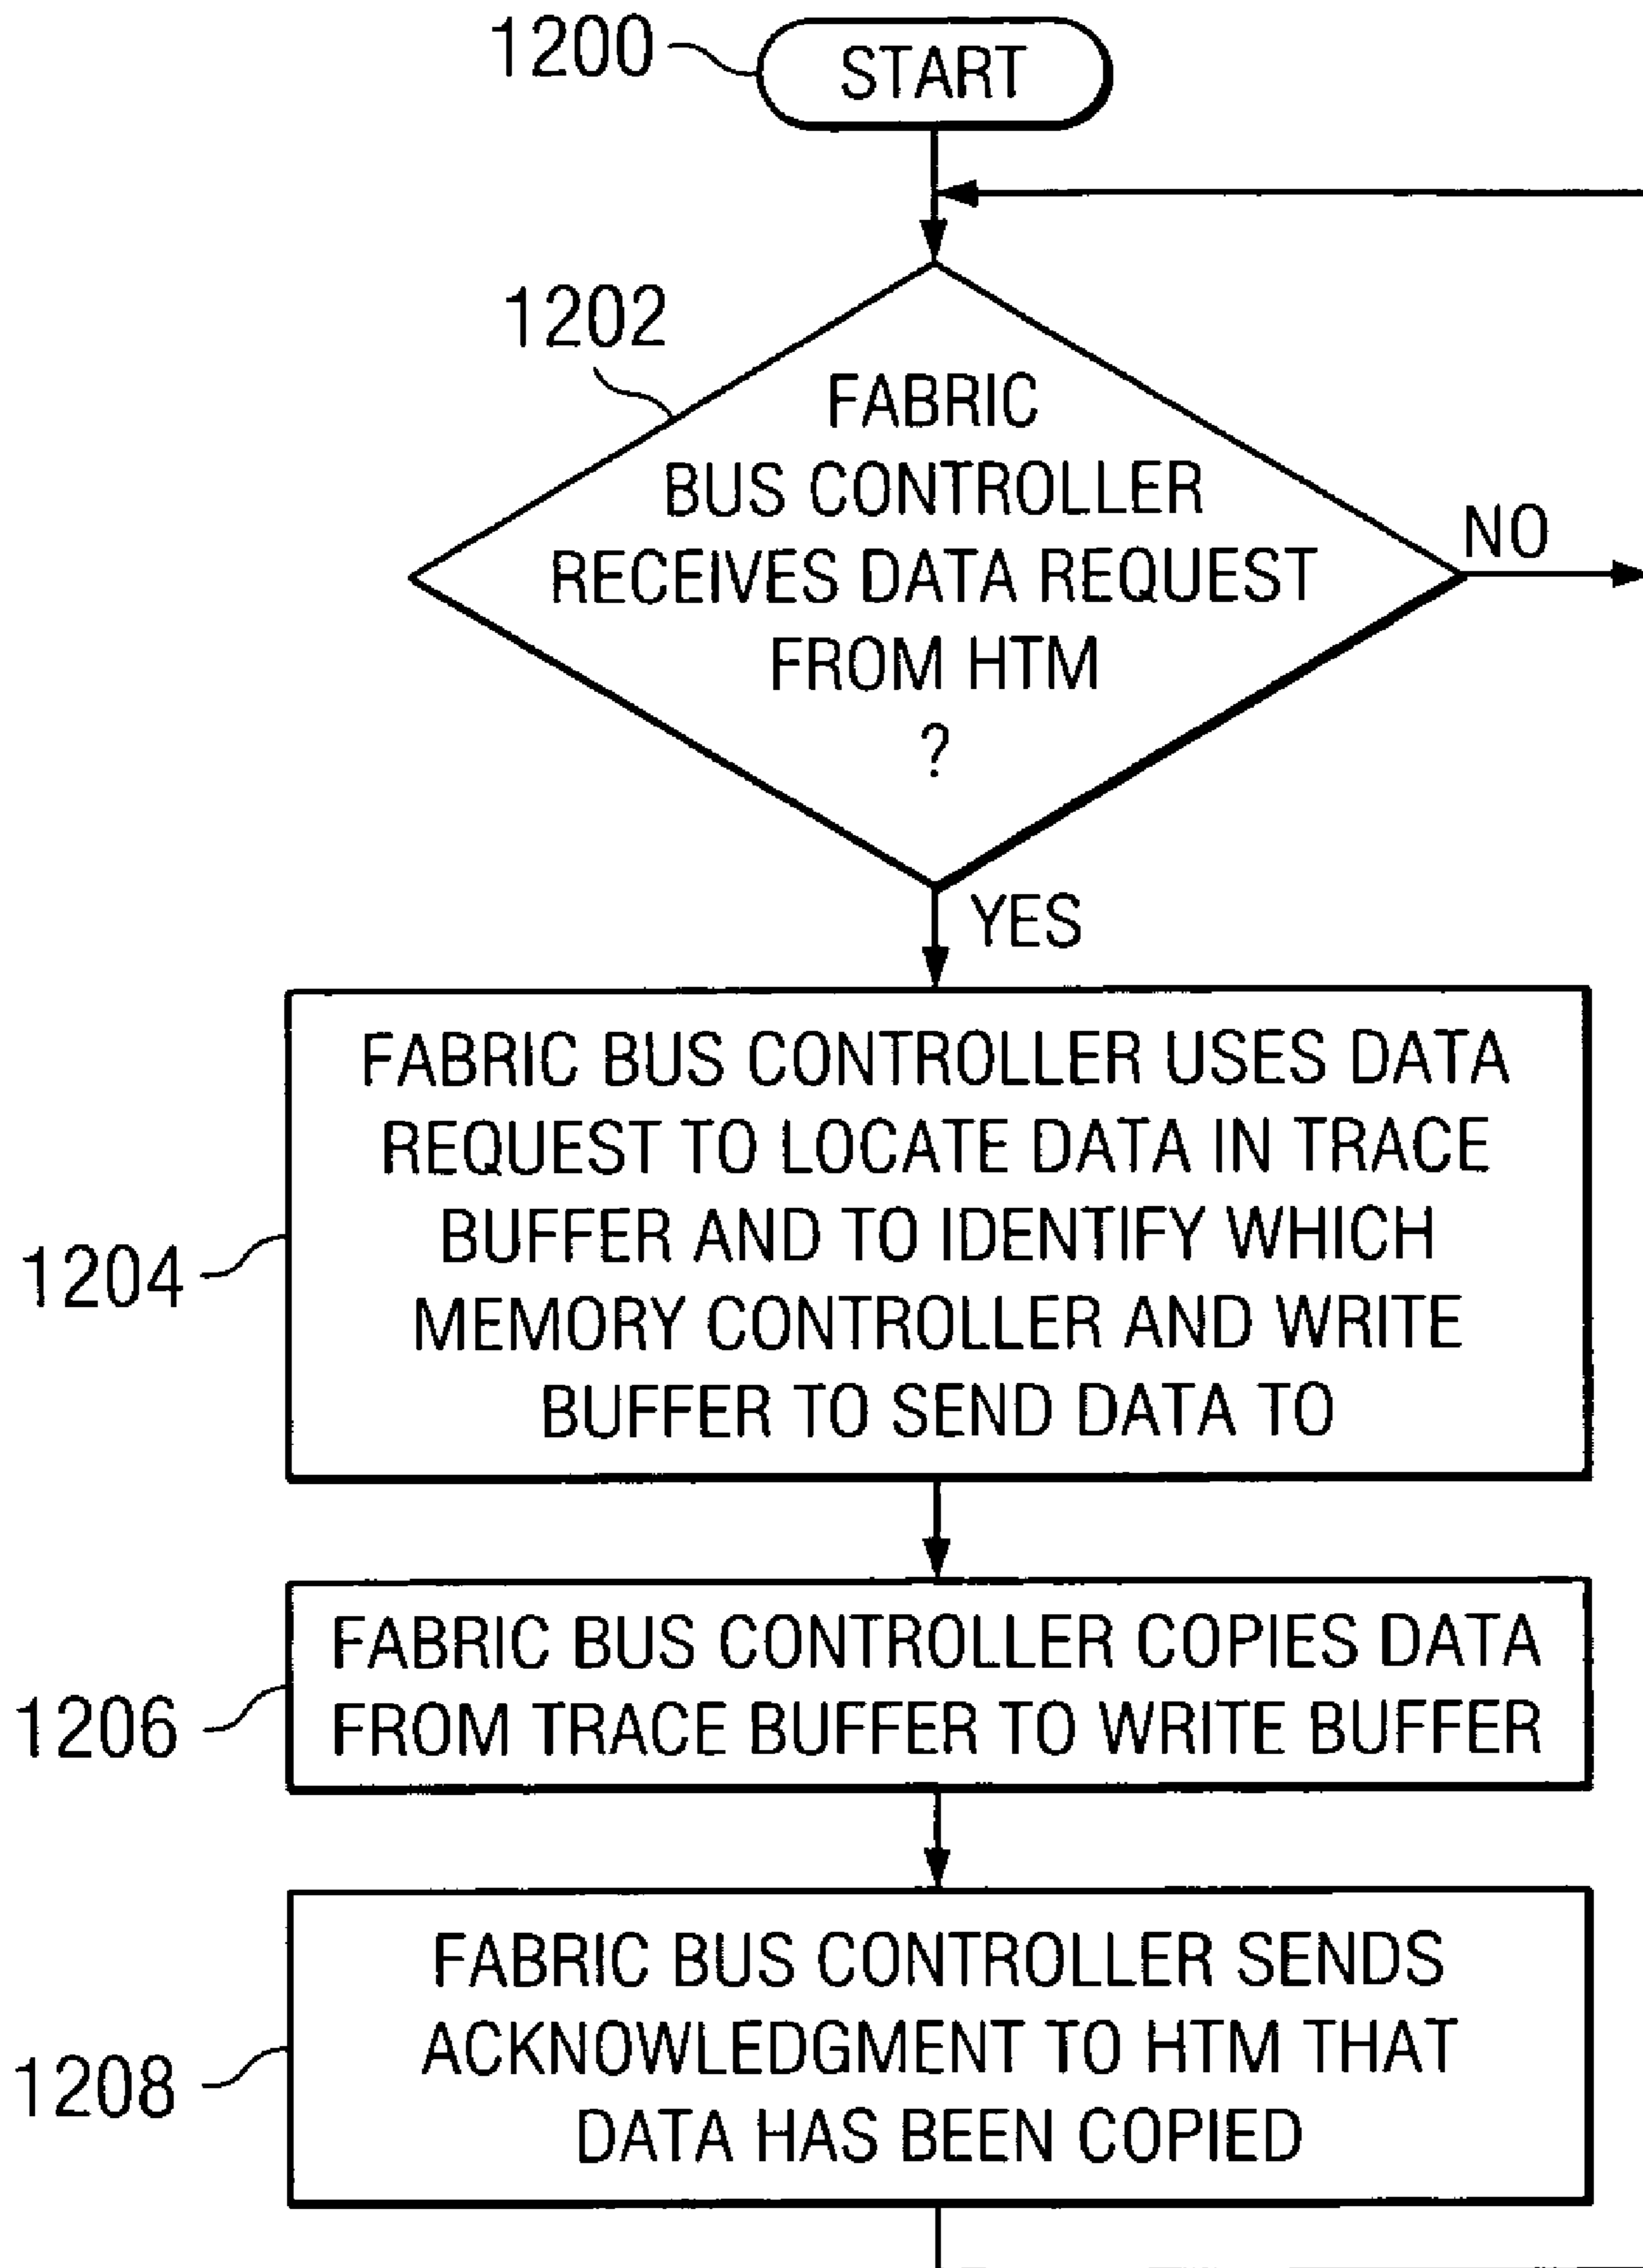 1200
START
1202
FABRIC
BUS CONTROLLER
RECEIVES DATA REQUEST
FROM HTM
?
NO
YES
1204
FABRIC BUS CONTROLLER USES DATA
REQUEST TO LOCATE DATA IN TRACE
BUFFER AND TO IDENTIFY WHICH
MEMORY CONTROLLER AND WRITE
BUFFER TO SEND DATA TO
1206
FABRIC BUS CONTROLLER COPIES DATA
FROM TRACE BUFFER TO WRITE BUFFER
1208
FABRIC BUS CONTROLLER SENDS
ACKNOWLEDGMENT TO HTM THAT
DATA HAS BEEN COPIED